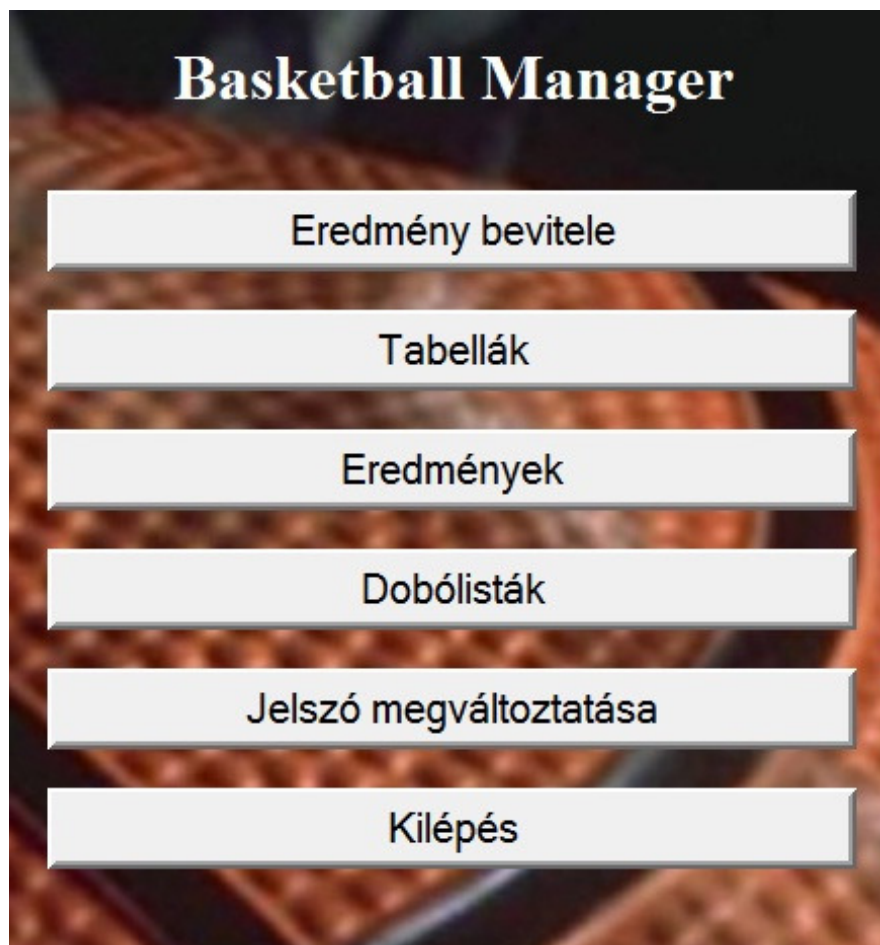 Basketball Manager
Eredmény bevitele
Tabellák
Eredmények
Dobólisták
Jelszó megváltoztatása
Kilépés